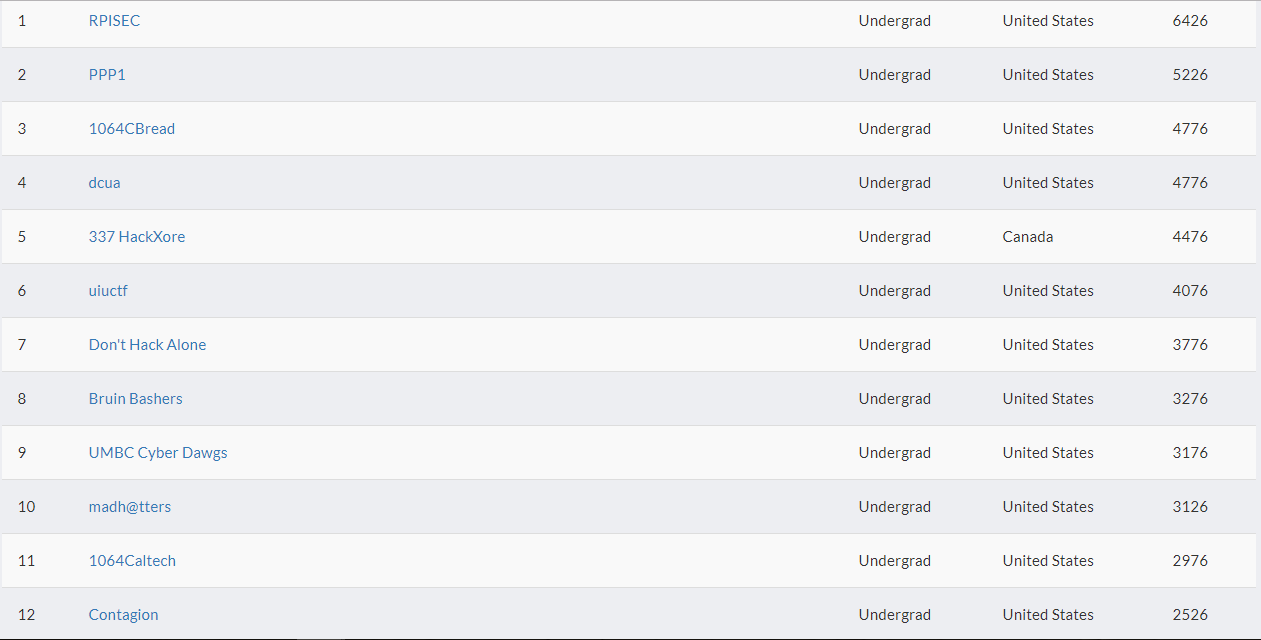 1 RPISEC Undergrad United States 6426
2 PPP1 Undergrad United States 5226
3 1064CBread Undergrad United States 4776
4 dcua Undergrad United States 4776
5 337 HackXore Undergrad Canada 4476
6 uiuctf Undergrad United States 4076
7 Don't Hack Alone Undergrad United States 3776
8 Bruin Bashers Undergrad United States 3276
9 UMBC Cyber Dawgs Undergrad United States 3176
10 madh@tters Undergrad United States 3126
11 1064Caltech Undergrad United States 2976
12 Contagion Undergrad United States 2526